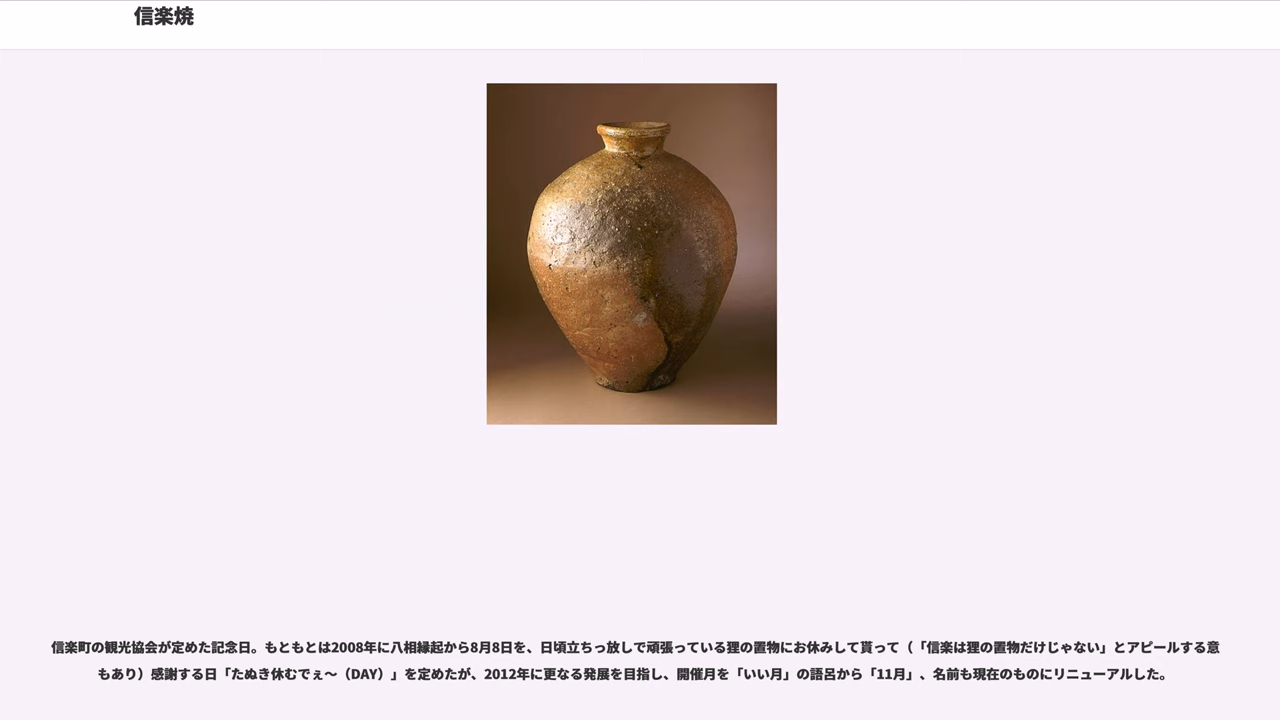 信楽焼
信楽町の観光協会が定めた記念日。もともとは2008年に八相縁起から8月8日を、日頃立ちっ放しで頑張っている狸の置物にお休みして貰って（「信楽は狸の置物だけじゃない」とアピールする意
もあり）感謝する日「たぬき休むでぇ〜（DAY）」を定めたが、2012年に更なる発展を目指し、開催月を「いい月」の語呂から「11月」、名前も現在のものにリニューアルした。